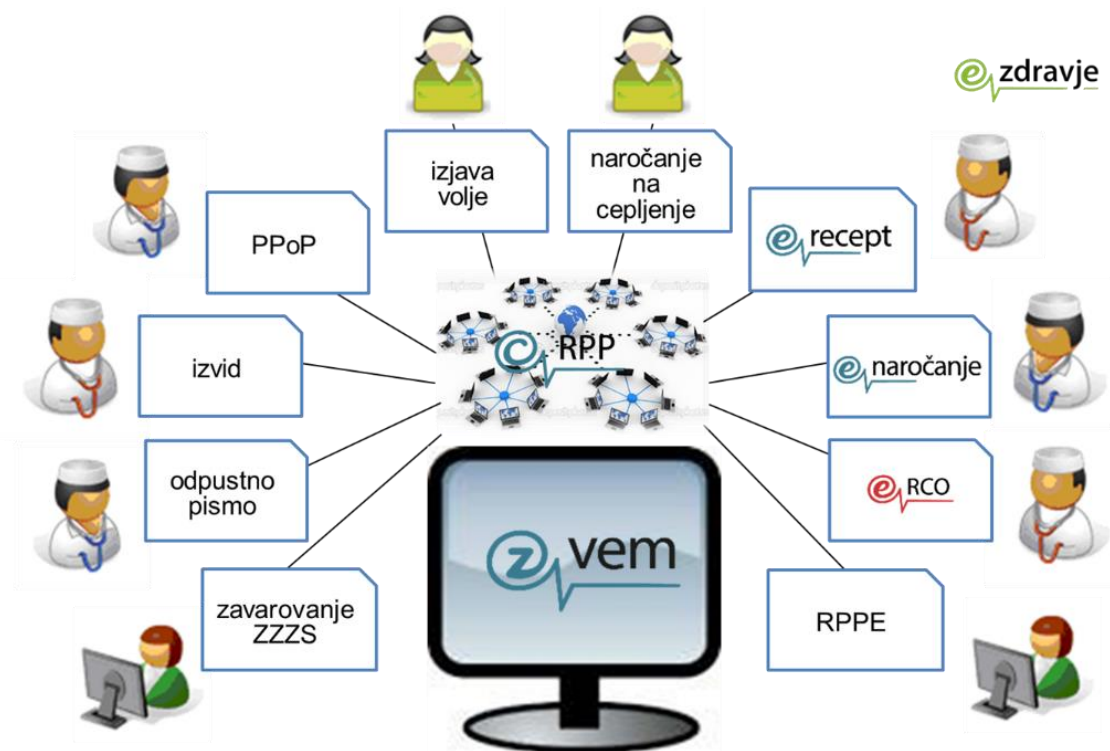 e zdravje
izjava
volje
naročanje
na
cepljenje
PPoP
e recept
izvid
e RPP
e naročanje
odpustno
pismo
e RCO
z vem
zavarovanje
ZZZS
RPPE